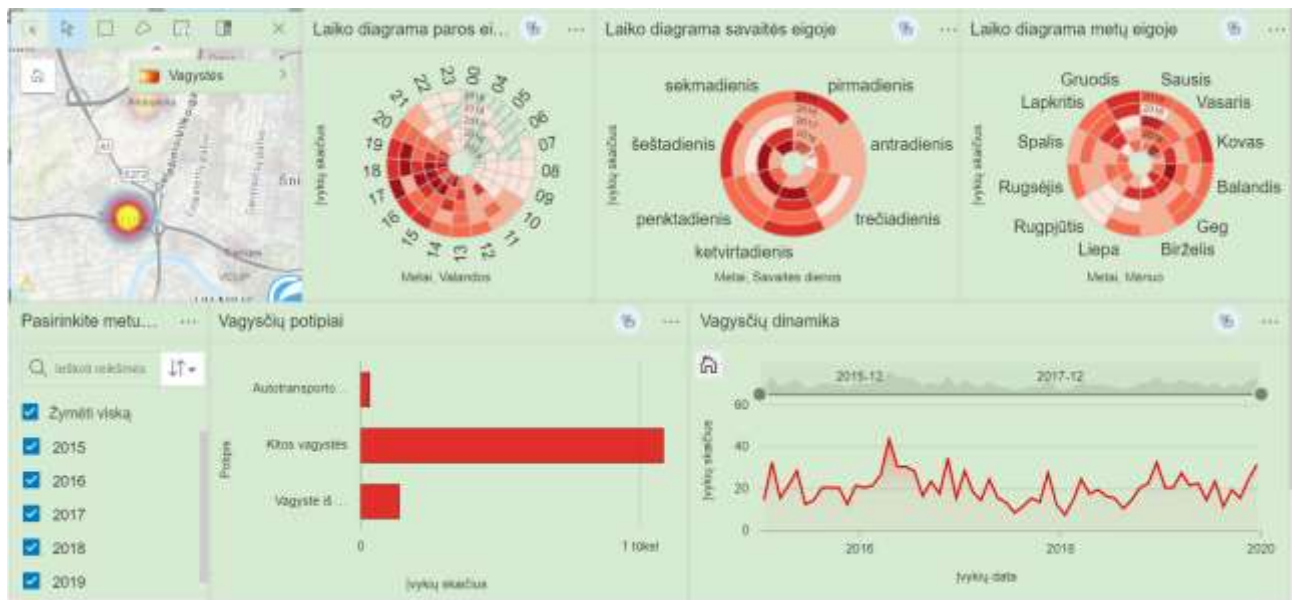 Laiko diagrama paros ei...
Laiko diagrama savaitės eigoje
Laiko diagrama metų eigoje
Vagystės
00
04
05
06
07
08
09
10
11
12
13
14
15
16
17
18
19
20
21
22
23
Įvykių skaičius
Metai, Valandos
sekmadienis
pirmadienis
šeštadienis
antradienis
penktadienis
trečiadienis
ketvirtadienis
Įvykių skaičius
Metai, Savaitės dienos
Gruodis
Sausis
Lapkritis
Vasaris
Spalis
Kovas
Rugsėjis
Balandis
Rugpjūtis
Geg
Liepa
Birželis
Įvykių skaičius
Metai, Mėnuo
Pasirinkite metu...
Žymėti viską
2015
2016
2017
2018
2019
Vagysčių potipiai
Autotransporto...
Kitos vagystės
Vagystė iš ...
Potipis
0
1 tūkst
Įvykių skaičius
Vagysčių dinamika
2015-12
2017-12
60
40
20
0
Įvykių skaičius
2016
2018
2020
Įvykių data